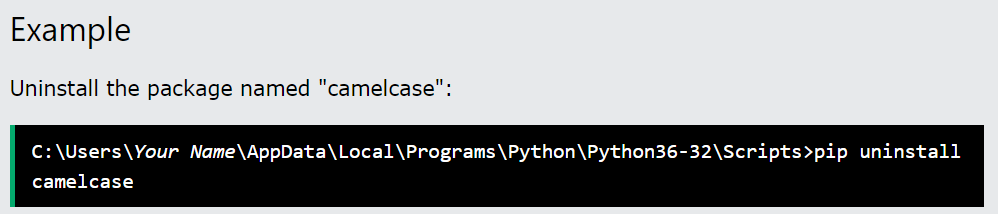 Example
Uninstall the package named "camelcase":
C:\Users\Your Name\AppData\Local\Programs\Python\Python36-32\Scripts>pip uninstall
camelcase